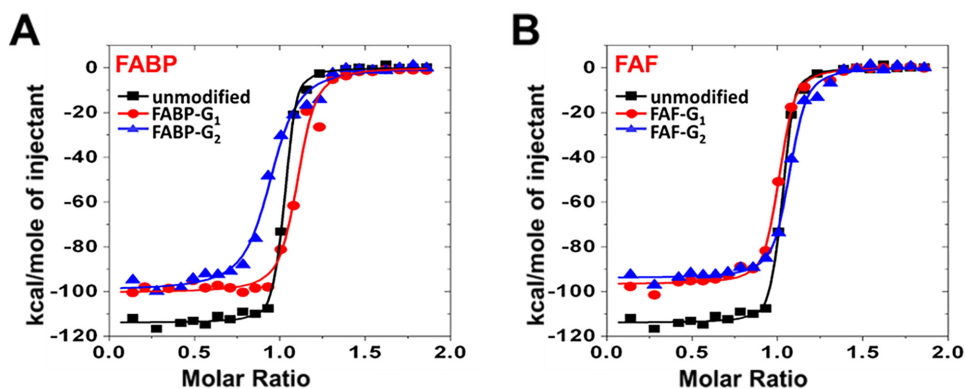 A
FABP
unmodified
FABP-G1
FABP-G2
kcal/mole of injectant
0
-20
-40
-60
-80
-100
-120
0.0 0.5 1.0 1.5 2.0
Molar Ratio
B
FAF
unmodified
FAF-G1
FAF-G2
kcal/mole of injectant
0
-20
-40
-60
-80
-100
-120
0.0 0.5 1.0 1.5 2.0
Molar Ratio